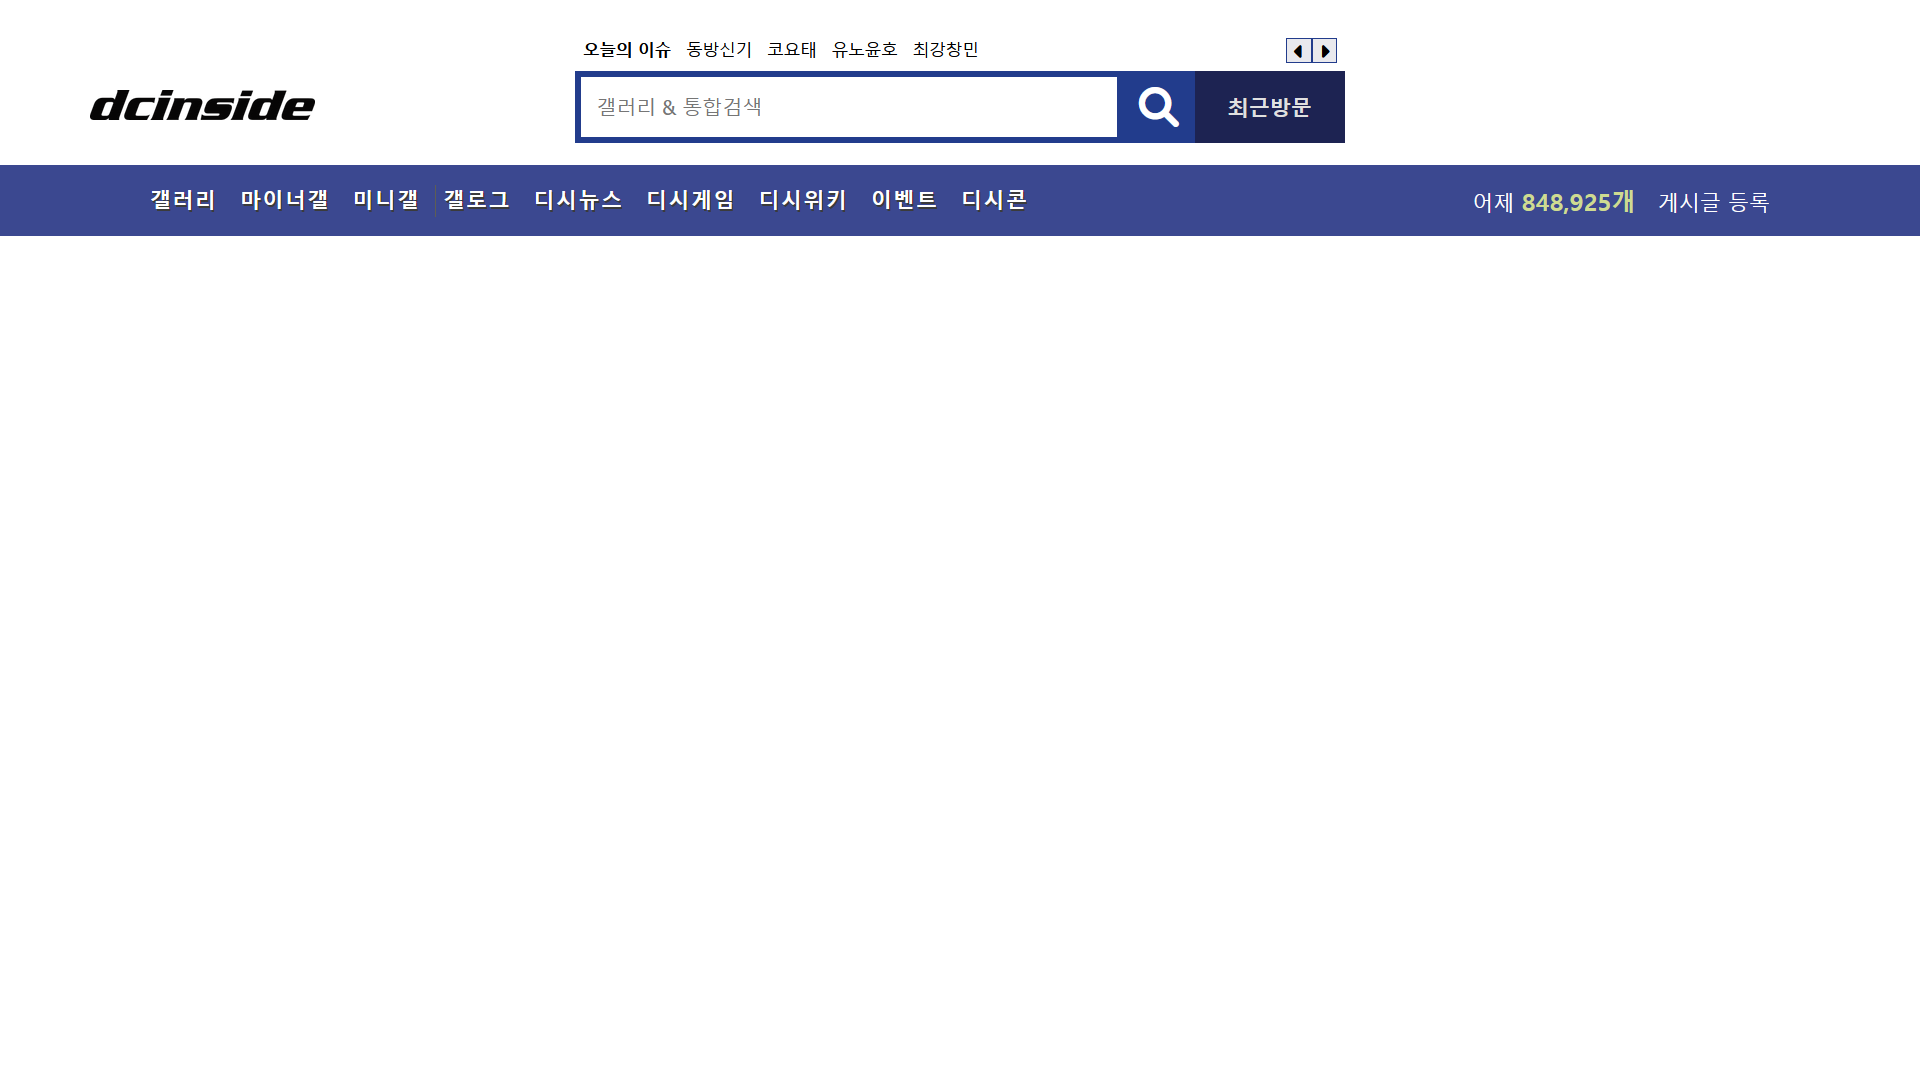 오늘의 이슈 동방신기 코요태 유노윤호 최강창민
dcinside
갤러리 & 통합검색
최근방문
갤러리 마이너갤 미니갤 갤로그 디시뉴스 디시게임 디시위키 이벤트 디시콘
어제 848,925개 게시글 등록